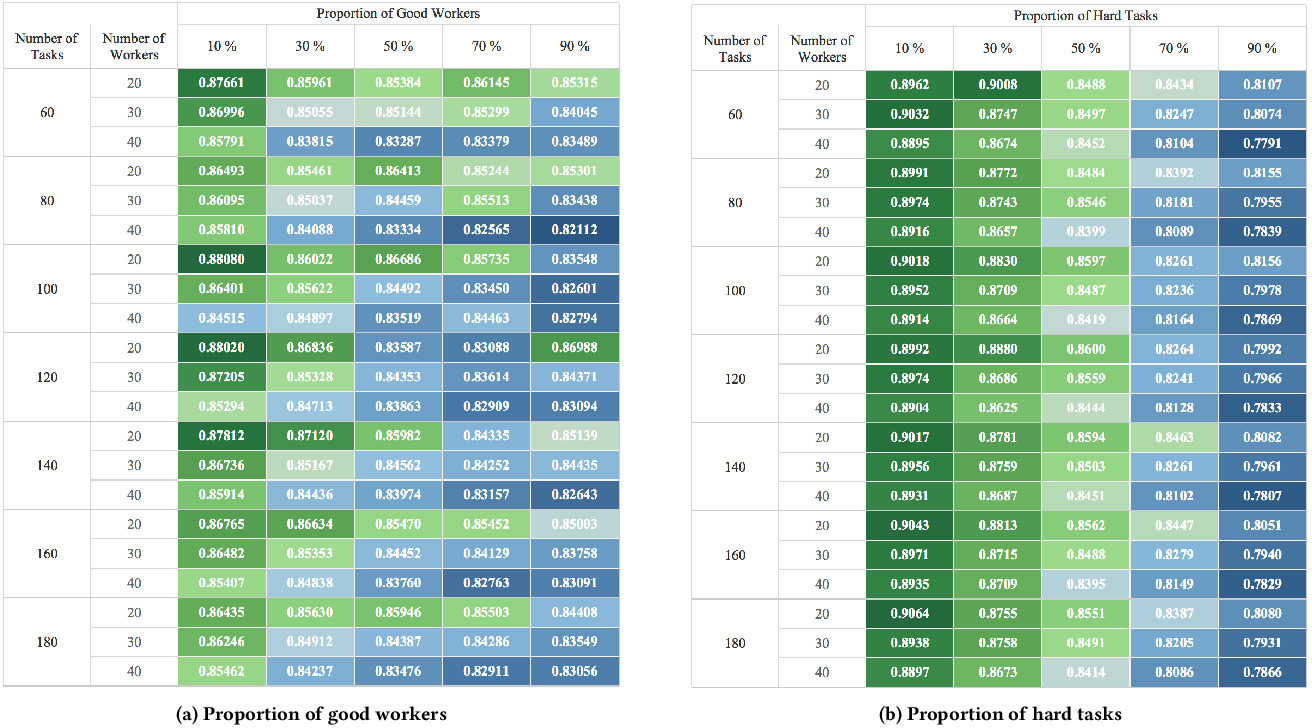 Proportion of Good Workers
Number of Tasks Number of Workers 10 % 30 % 50 % 70 % 90 %
60 20 0.87661 0.85961 0.85384 0.86145 0.85315
30 0.86996 0.85055 0.85144 0.85299 0.84045
40 0.85791 0.83815 0.83287 0.83379 0.83489
80 20 0.86493 0.85461 0.86413 0.85244 0.85301
30 0.86095 0.85037 0.84459 0.85513 0.83438
40 0.85810 0.84088 0.83334 0.82565 0.82112
100 20 0.88080 0.86022 0.86686 0.85735 0.83548
30 0.86401 0.85622 0.84492 0.83450 0.82601
40 0.84515 0.84897 0.83519 0.84463 0.82794
120 20 0.88020 0.86836 0.83587 0.83088 0.86988
30 0.87205 0.85328 0.84353 0.83614 0.84371
40 0.85294 0.84713 0.83863 0.82909 0.83094
140 20 0.87812 0.87120 0.85982 0.84335 0.85139
30 0.86736 0.85167 0.84562 0.84252 0.84435
40 0.85914 0.84436 0.83974 0.83157 0.82643
160 20 0.86765 0.86634 0.85470 0.85452 0.85003
30 0.86482 0.85353 0.84452 0.84129 0.83758
40 0.85407 0.84838 0.83760 0.82763 0.83091
180 20 0.86435 0.85630 0.85946 0.85503 0.84408
30 0.86246 0.84912 0.84387 0.84286 0.83549
40 0.85462 0.84237 0.83476 0.82911 0.83056
(a) Proportion of good workers
Proportion of Hard Tasks
Number of Tasks Number of Workers 10 % 30 % 50 % 70 % 90 %
60 20 0.8962 0.9008 0.8488 0.8434 0.8107
30 0.9032 0.8747 0.8497 0.8247 0.8074
40 0.8895 0.8674 0.8452 0.8104 0.7791
80 20 0.8991 0.8772 0.8484 0.8392 0.8155
30 0.8974 0.8743 0.8546 0.8181 0.7955
40 0.8916 0.8657 0.8399 0.8089 0.7839
100 20 0.9018 0.8830 0.8597 0.8261 0.8156
30 0.8952 0.8709 0.8487 0.8236 0.7978
40 0.8914 0.8664 0.8419 0.8164 0.7869
120 20 0.8992 0.8880 0.8600 0.8264 0.7992
30 0.8974 0.8686 0.8559 0.8241 0.7966
40 0.8904 0.8625 0.8444 0.8128 0.7833
140 20 0.9017 0.8781 0.8594 0.8463 0.8082
30 0.8956 0.8759 0.8503 0.8261 0.7961
40 0.8931 0.8687 0.8451 0.8102 0.7807
160 20 0.9043 0.8813 0.8562 0.8447 0.8051
30 0.8971 0.8715 0.8488 0.8279 0.7940
40 0.8935 0.8709 0.8395 0.8149 0.7829
180 20 0.9064 0.8755 0.8551 0.8387 0.8080
30 0.8938 0.8758 0.8491 0.8205 0.7931
40 0.8897 0.8673 0.8414 0.8086 0.7866
(b) Proportion of hard tasks